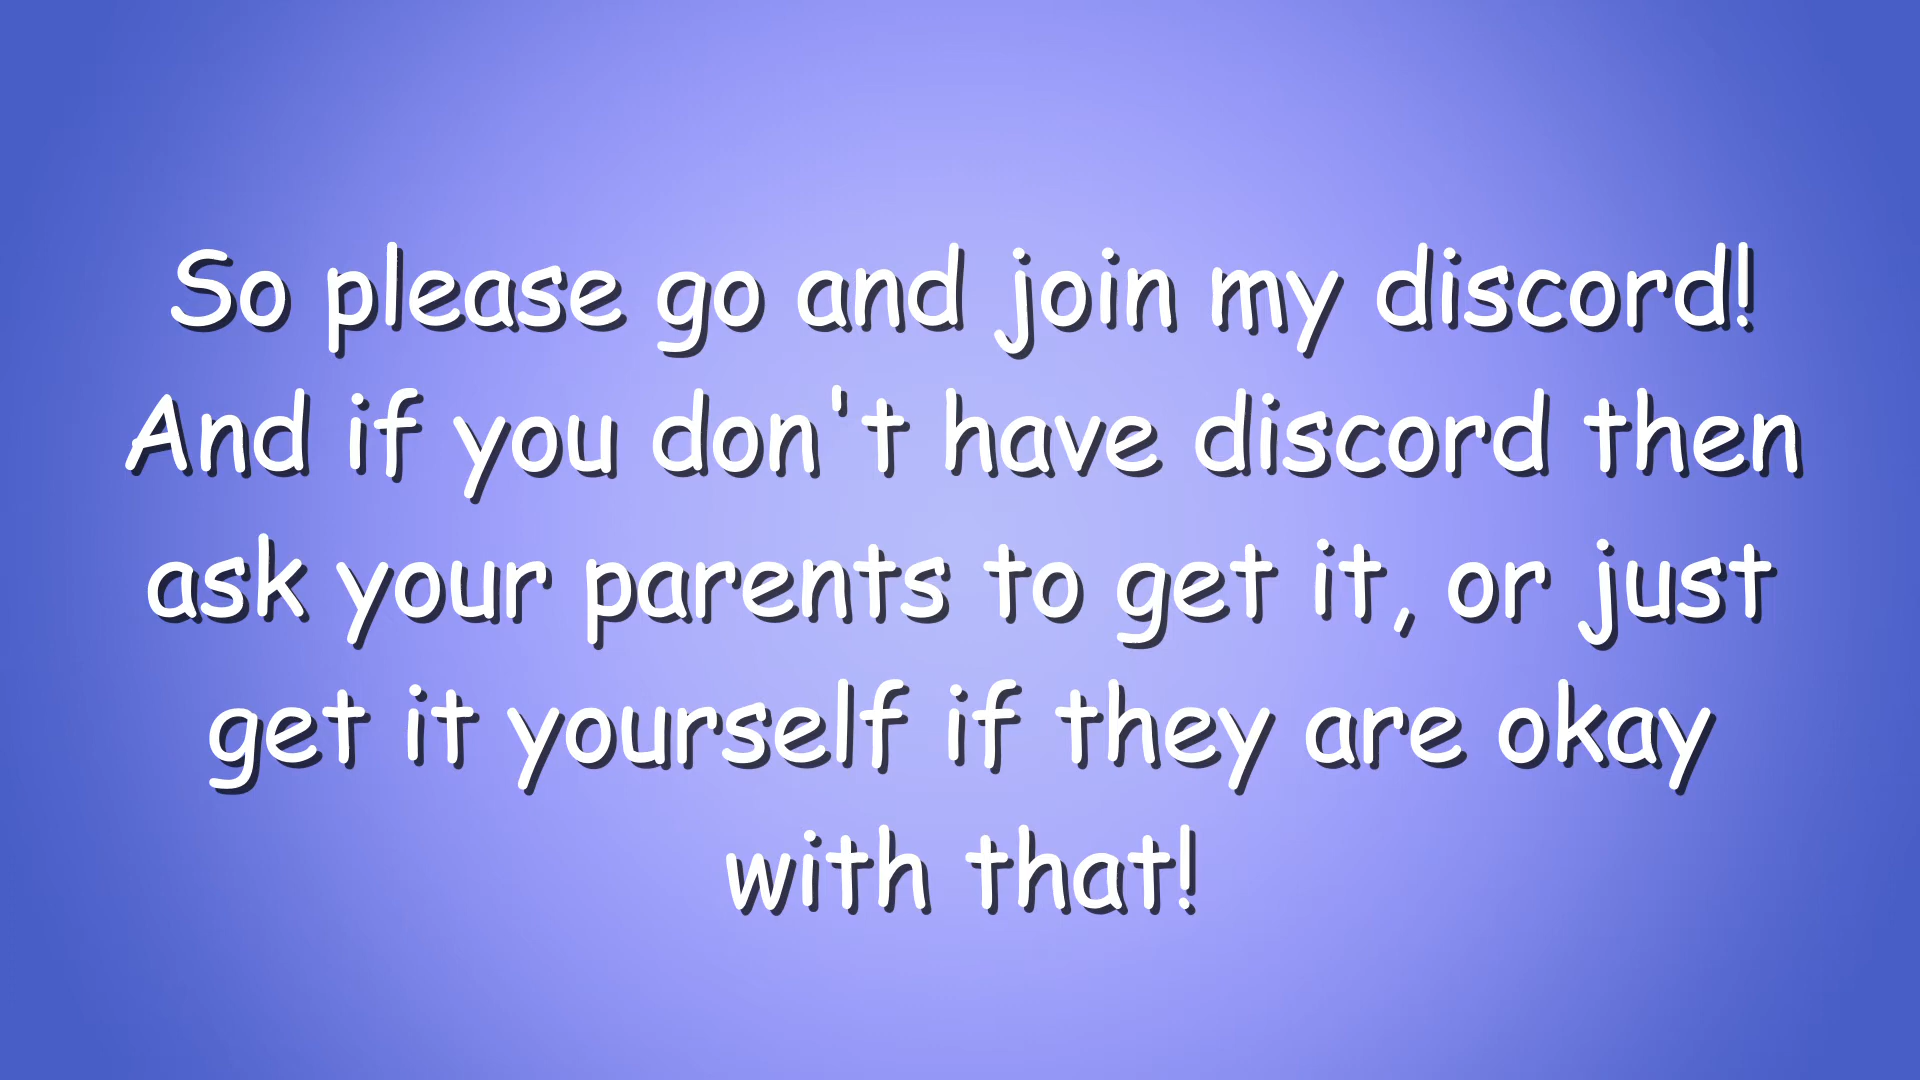 So please go and join my discord!
And if you don't have discord then
ask your parents to get it, or just
get it yourself if they are okay
with that!